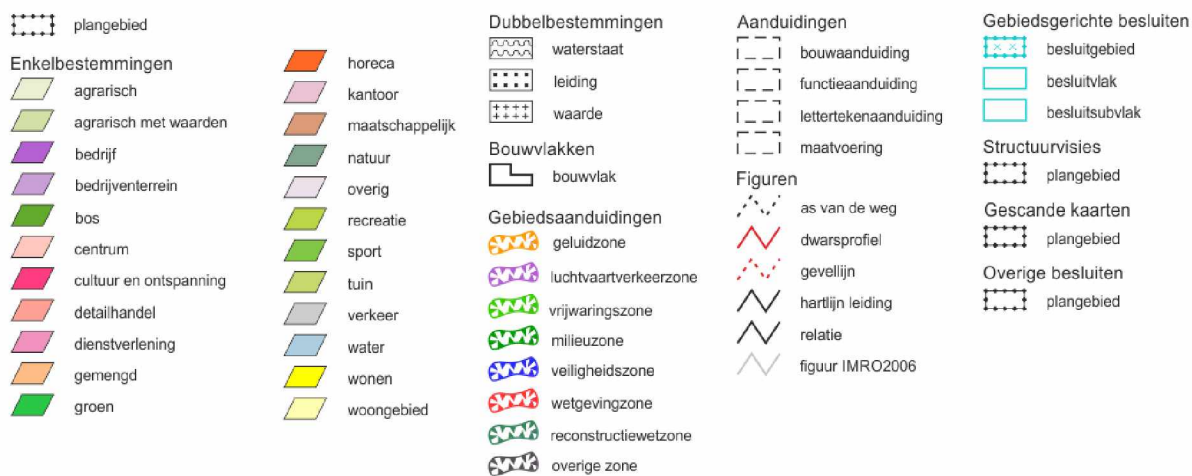 plangebied
Enkelbestemmingen
agrarisch
agrarisch met waarden
bedrijf
bedrijventerrein
bos
centrum
cultuur en ontspanning
detailhandel
dienstverlening
gemengd
groen
horeca
kantoor
maatschappelijk
natuur
overig
recreatie
sport
tuin
verkeer
water
wonen
woongebied
Dubbelbestemmingen
waterstaat
leiding
waarde
Bouwvlakken
bouwvlak
Gebiedsaanduidingen
geluidzone
luchtvaartverkeerzone
vrijwaringszone
milieuzone
veiligheidszone
wetgevingzone
reconstructiewetzone
overige zone
Aanduidingen
bouwaanduiding
functieaanduiding
lettertekenaanduiding
maatvoering
Figuren
as van de weg
dwarsprofiel
gevellijn
hartlijn leiding
relatie
figuur IMRO2006
Gebiedsgerichte besluiten
besluitgebied
besluitvlak
besluitsubvlak
Structuurvisies
plangebied
Gescande kaarten
plangebied
Overige besluiten
plangebied